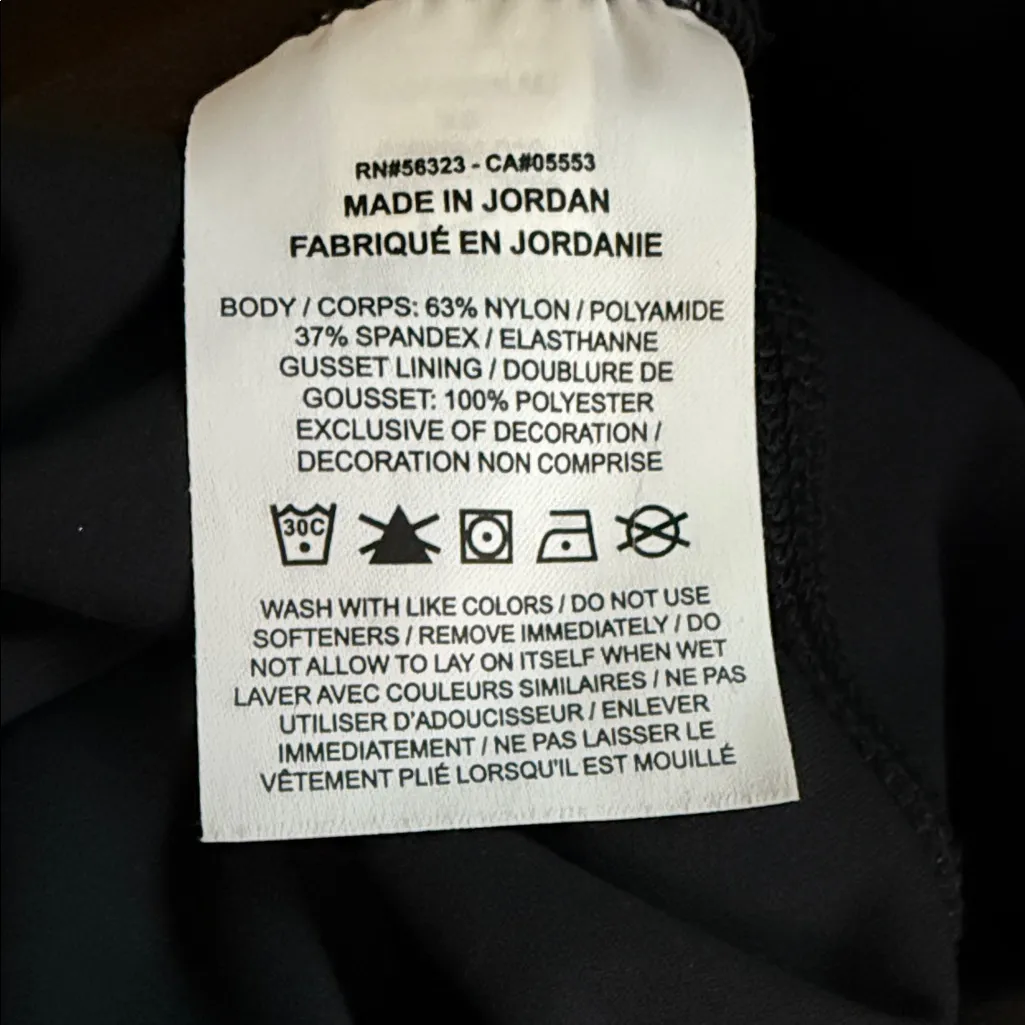 RN#56323 - CA#05553
MADE IN JORDAN
FABRIQUÉ EN JORDANIE
BODY / CORPS: 63% NYLON / POLYAMIDE
37% SPANDEX / ELASTHANNE
GUSSET LINING / DOUBLURE DE
GOUSSET: 100% POLYESTER
EXCLUSIVE OF DECORATION /
DECORATION NON COMPRISE
30C
WASH WITH LIKE COLORS / DO NOT USE
SOFTENERS / REMOVE IMMEDIATELY / DO
NOT ALLOW TO LAY ON ITSELF WHEN WET
LAVER AVEC COULEURS SIMILAIRES / NE PAS
UTILISER D'ADOUCISSEUR / ENLEVER
IMMEDIATEMENT / NE PAS LAISSER LE
VÊTEMENT PLIÉ LORSQU'IL EST MOUILLÉ